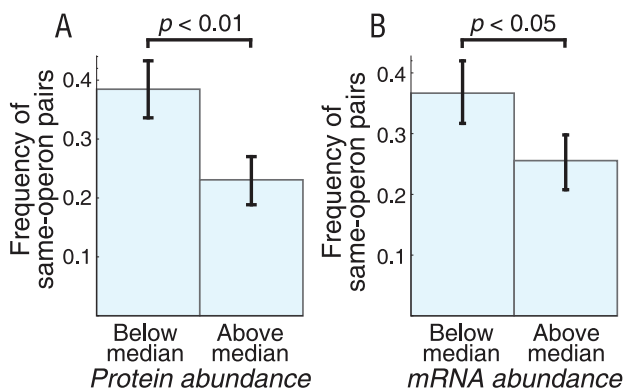 A
p < 0.01
Frequency of
same-operon pairs
0.4
0.3
0.2
0.1
Below
median
Above
median
Protein abundance
B
p < 0.05
Frequency of
same-operon pairs
0.4
0.3
0.2
0.1
Below
median
Above
median
mRNA abundance